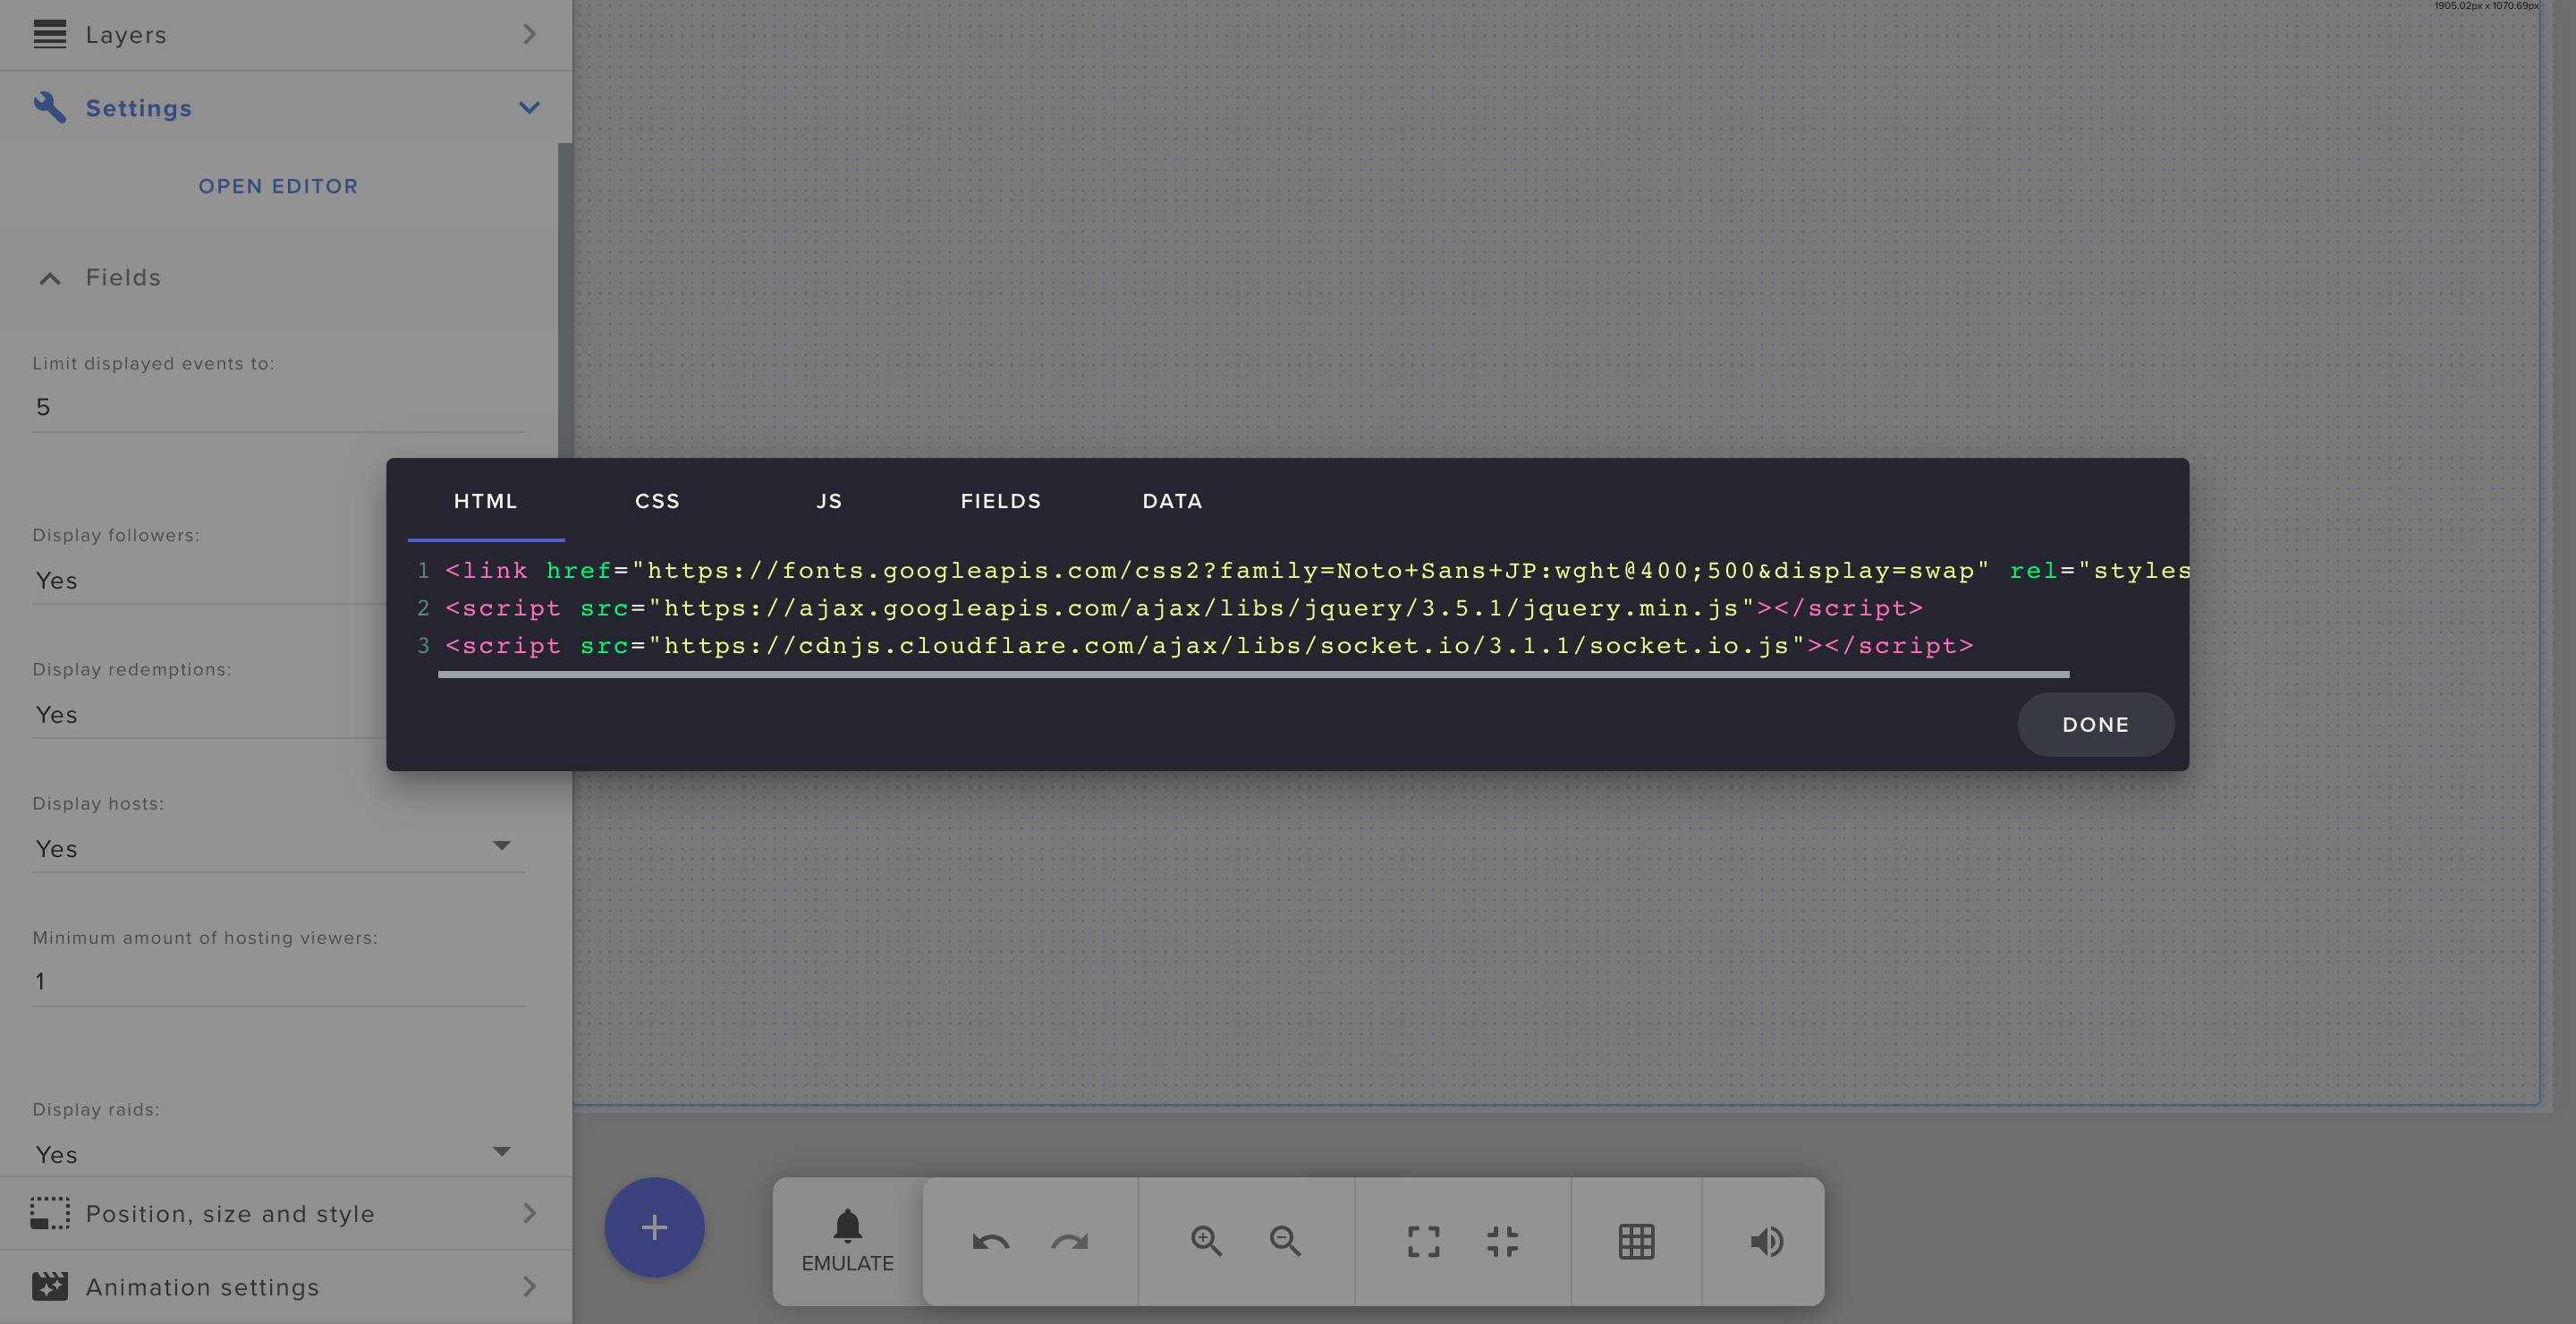 1905.02px x 1070.69px
Layers
Settings
OPEN EDITOR
Fields
Limit displayed events to:
5
Display followers:
Yes
Display redemptions:
Yes
Display hosts:
Yes
Minimum amount of hosting viewers:
1
Display raids:
Yes
Position, size and style
Animation settings
HTML CSS JS FIELDS DATA
1 <link href="https://fonts.googleapis.com/css2?family=Noto+Sans+JP:wght@400;500&display=swap" rel="styles
2 <script src="https://ajax.googleapis.com/ajax/libs/jquery/3.5.1/jquery.min.js"></script>
3 <script src="https://cdnjs.cloudflare.com/ajax/libs/socket.io/3.1.1/socket.io.js"></script>
DONE
EMULATE